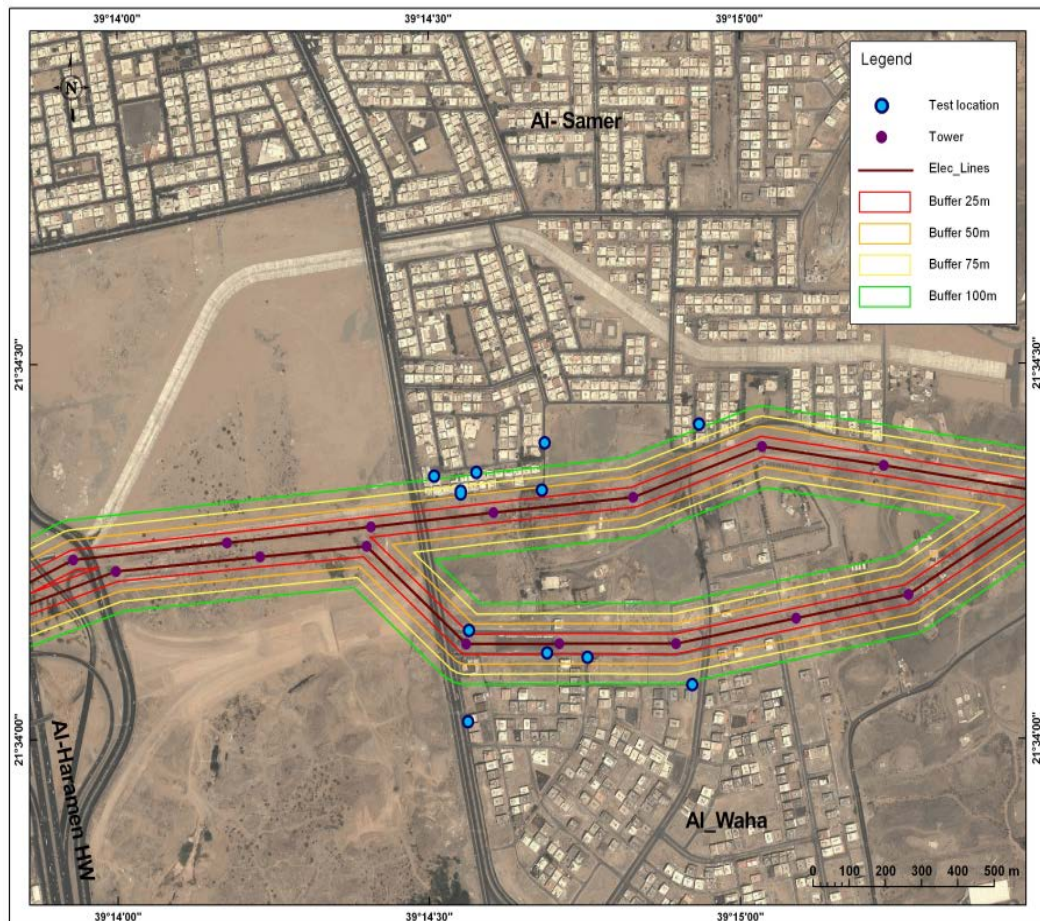 39°14'00"
39°14'30"
39°15'00"
Legend
Test location
Tower
Elec_Lines
Buffer 25m
Buffer 50m
Buffer 75m
Buffer 100m
N
Al- Samer
21°34'30"
21°34'30"
21°34'00"
21°34'00"
Al-Haramen HW
Al_Waha
0 100 200 300 400 500 m
39°14'00"
39°14'30"
39°15'00"